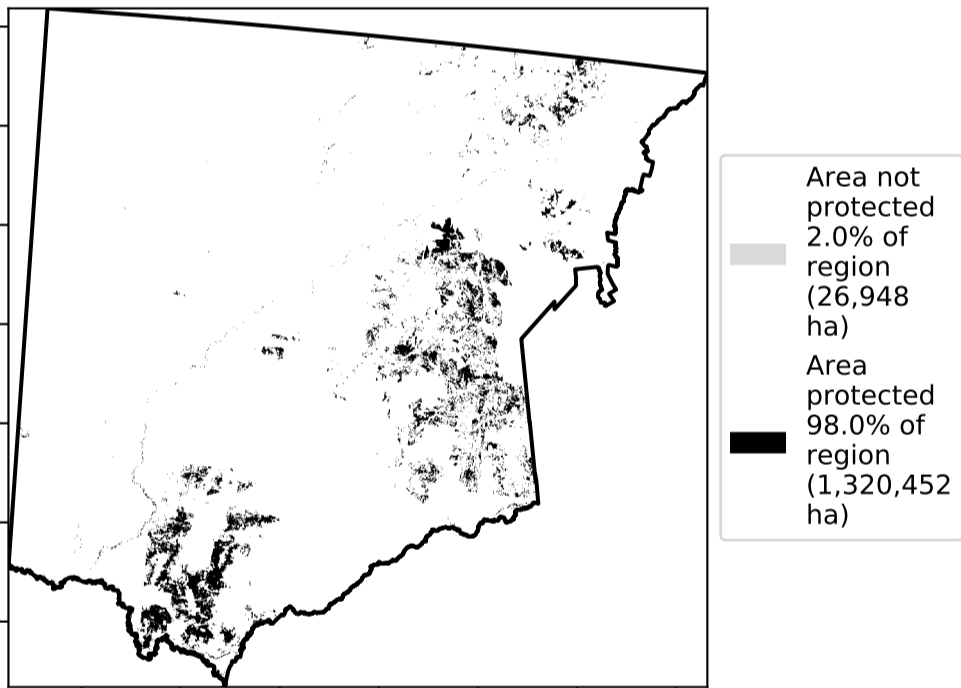 Area not
protected
2.0% of
region
(26,948
ha)
Area
protected
98.0% of
region
(1,320,452
ha)